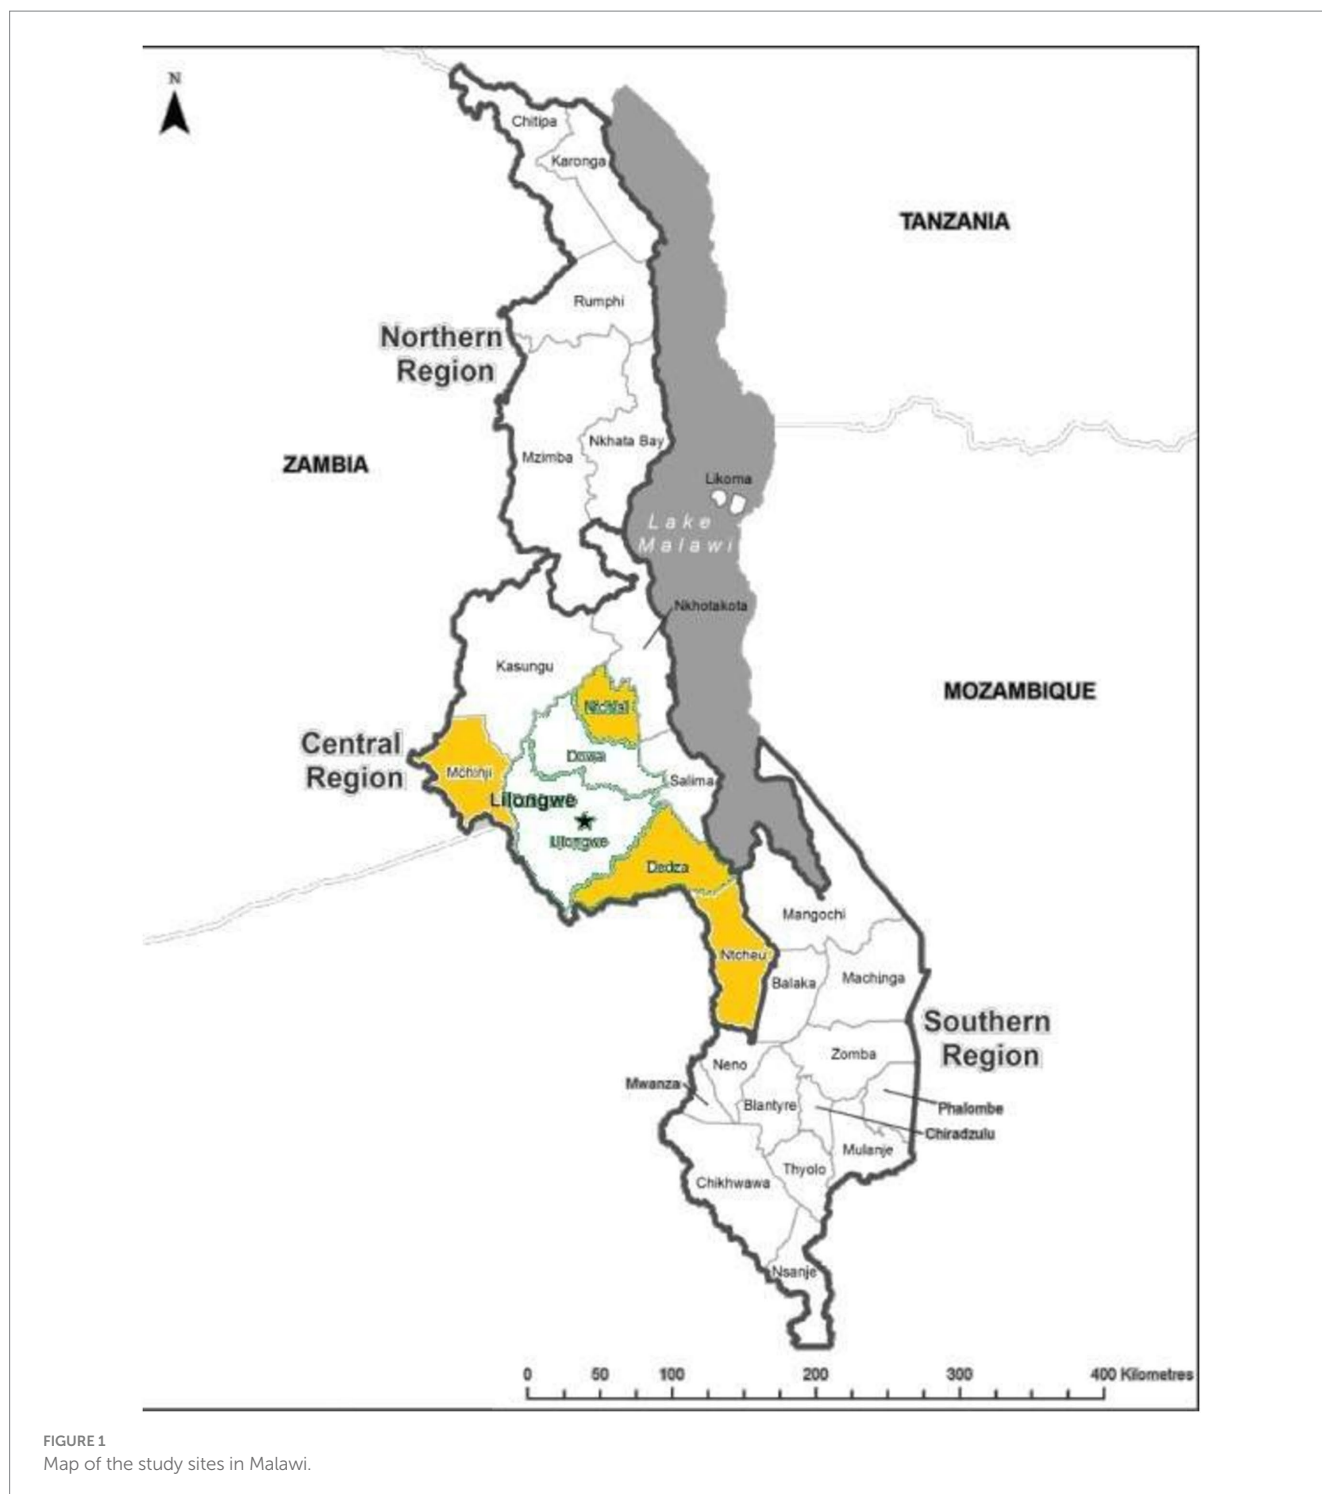 N
Chitipa
Karonga
TANZANIA
Rumphi
Northern
Region
Nkhata Bay
Mzimba
ZAMBIA
Likoma
Lake
Malawi
Nkhotakota
Kasungu
MOZAMBIQUE
Ntchisi
Central
Region
Dowa
Mchinji
Salima
Lilongwe
Lilongwe
Dedza
Mangochi
Ntcheu
Balaka
Machinga
Southern
Region
Zomba
Neno
Mwanza
Blantyre
Phalombe
Chiradzulu
Mulanje
Thyolo
Chikhwawa
Nsanje
0 50 100 200 300 400 Kilometres
FIGURE 1
Map of the study sites in Malawi.